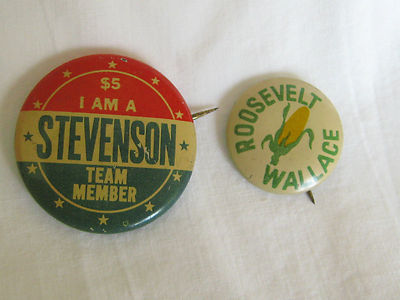 $5
I AM A
STEVENSON
TEAM
MEMBER
ROOSEVELT
WALLACE